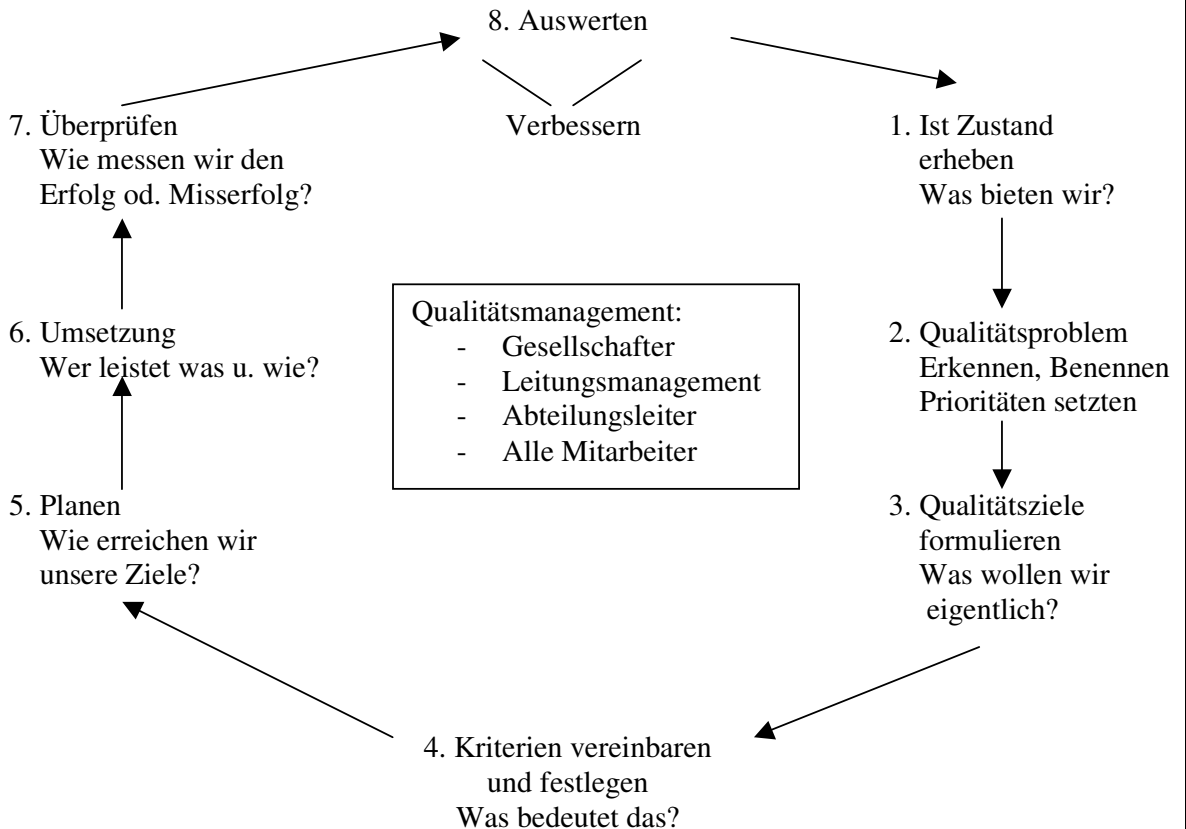 8. Auswerten
Verbessern
1. Ist Zustand
erheben
Was bieten wir?
2. Qualitätsproblem
Erkennen, Benennen
Prioritäten setzten
3. Qualitätsziele
formulieren
Was wollen wir
eigentlich?
4. Kriterien vereinbaren
und festlegen
Was bedeutet das?
5. Planen
Wie erreichen wir
unsere Ziele?
6. Umsetzung
Wer leistet was u. wie?
7. Überprüfen
Wie messen wir den
Erfolg od. Misserfolg?
Qualitätsmanagement:
- Gesellschafter
- Leitungsmanagement
- Abteilungsleiter
- Alle Mitarbeiter